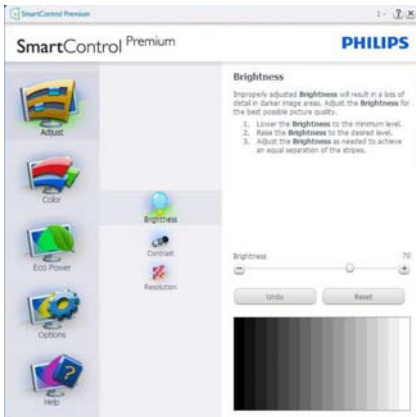 SmartControl Premium
SmartControl Premium
PHILIPS
Adjust
Color
Eco Power
Options
Help
Brightness
Contrast
Resolution
Brightness
Improperly adjusted Brightness will result in a loss of
detail in darker image areas. Adjust the Brightness for
the best possible picture quality.
1. Lower the Brightness to the minimum level.
2. Raise the Brightness to the desired level.
3. Adjust the Brightness as needed to achieve
an equal separation of the stripes.
Brightness 70
Undo Reset